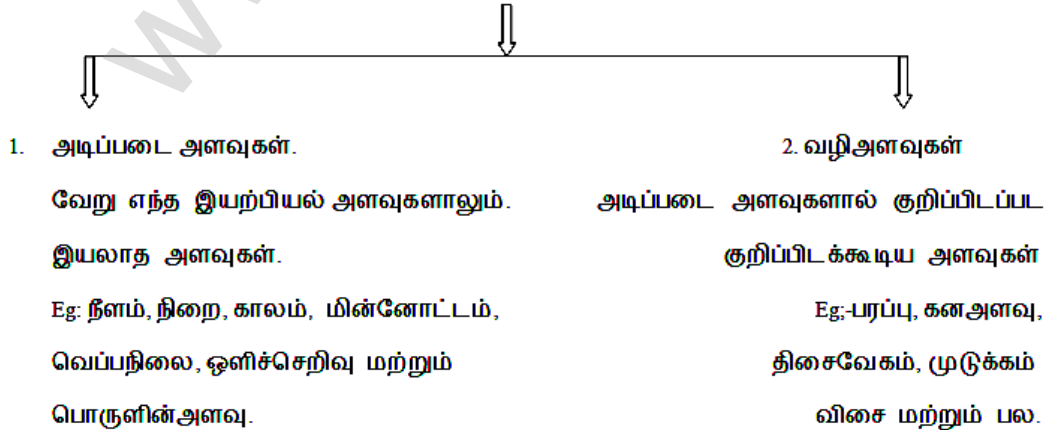 1. அடிப்படை அளவுகள்.
வேறு எந்த இயற்பியல் அளவுகளாலும்.
இயலாத அளவுகள்.
Eg: நீளம், நிறை, காலம், மின்னோட்டம்,
வெப்பநிலை, ஒளிச்செறிவு மற்றும்
பொருளின்அளவு.
2. வழிஅளவுகள்
அடிப்படை அளவுகளால் குறிப்பிடப்பட
குறிப்பிடக்கூடிய அளவுகள்
Eg;-பரப்பு, கனஅளவு,
திசைவேகம், முடுக்கம்
விசை மற்றும் பல.